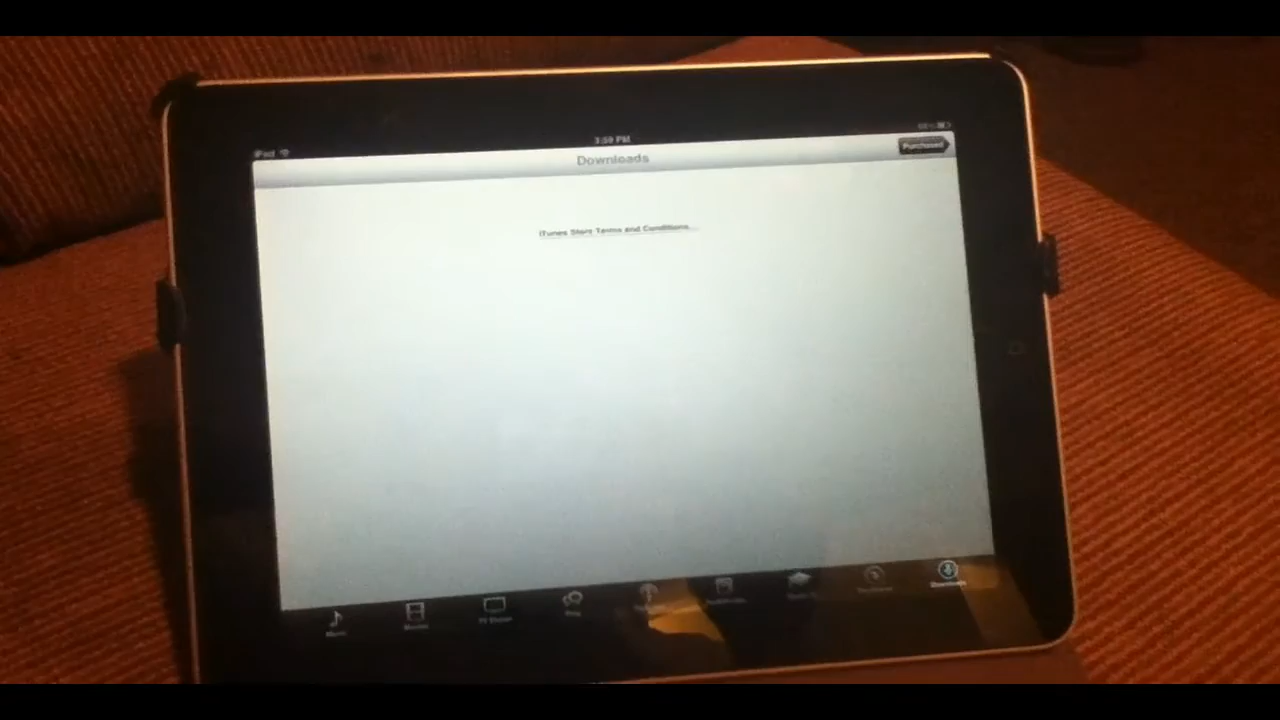 iPad
3:59 PM
Downloads
Purchased
iTunes Store Terms and Conditions...
Music
Movies
TV Shows
Ping
Downloads